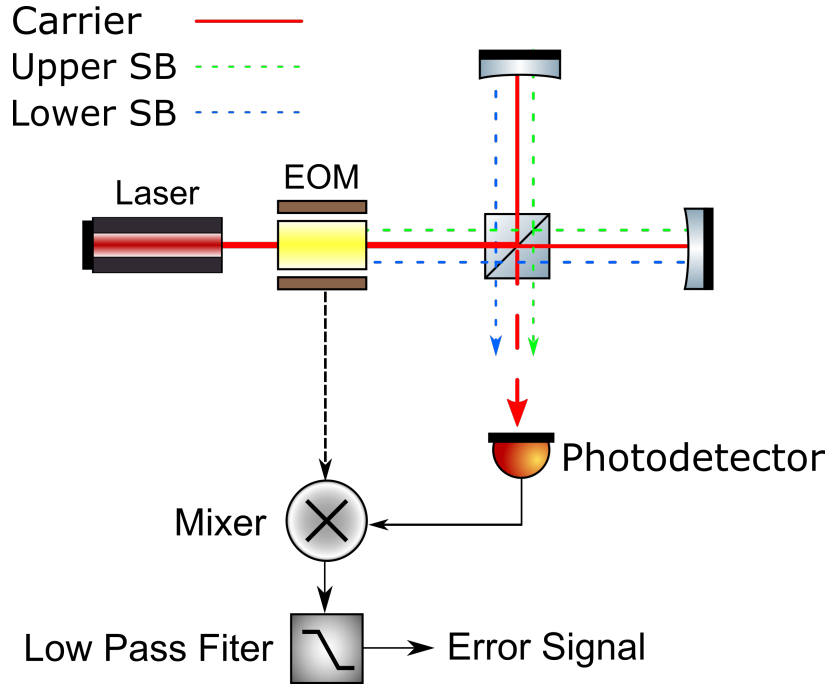 Carrier
Upper SB
Lower SB
Laser
EOM
Photodetector
Mixer
Low Pass Fiter
Error Signal